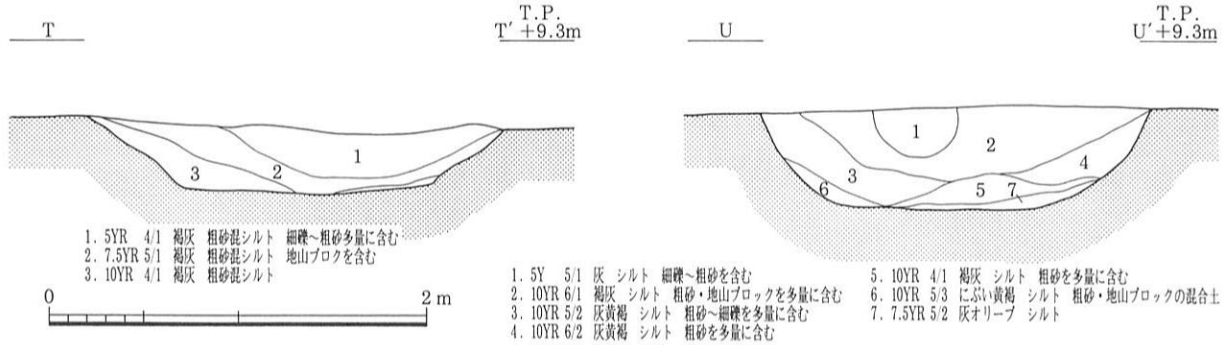 T
T.P.
T′ +9.3m
U
T.P.
U′ +9.3m
1
2
3
1. 5YR 4/1 褐灰 粗砂混シルト 細礫～粗砂多量に含む
2. 7.5YR 5/1 褐灰 粗砂混シルト 地山ブロクを含む
3. 10YR 4/1 褐灰 粗砂混シルト
0
2 m
1
2
3
4
5
6
7
1. 5Y 5/1 灰 シルト 細礫～粗砂を含む
2. 10YR 6/1 褐灰 シルト 粗砂・地山ブロックを多量に含む
3. 10YR 5/2 灰黄褐 シルト 粗砂～細礫を多量に含む
4. 10YR 6/2 灰黄褐 シルト 粗砂を多量に含む
5. 10YR 4/1 褐灰 シルト 粗砂を多量に含む
6. 10YR 5/3 にぶい黄褐 シルト 粗砂・地山ブロックの混合土
7. 7.5YR 5/2 灰オリーブ シルト